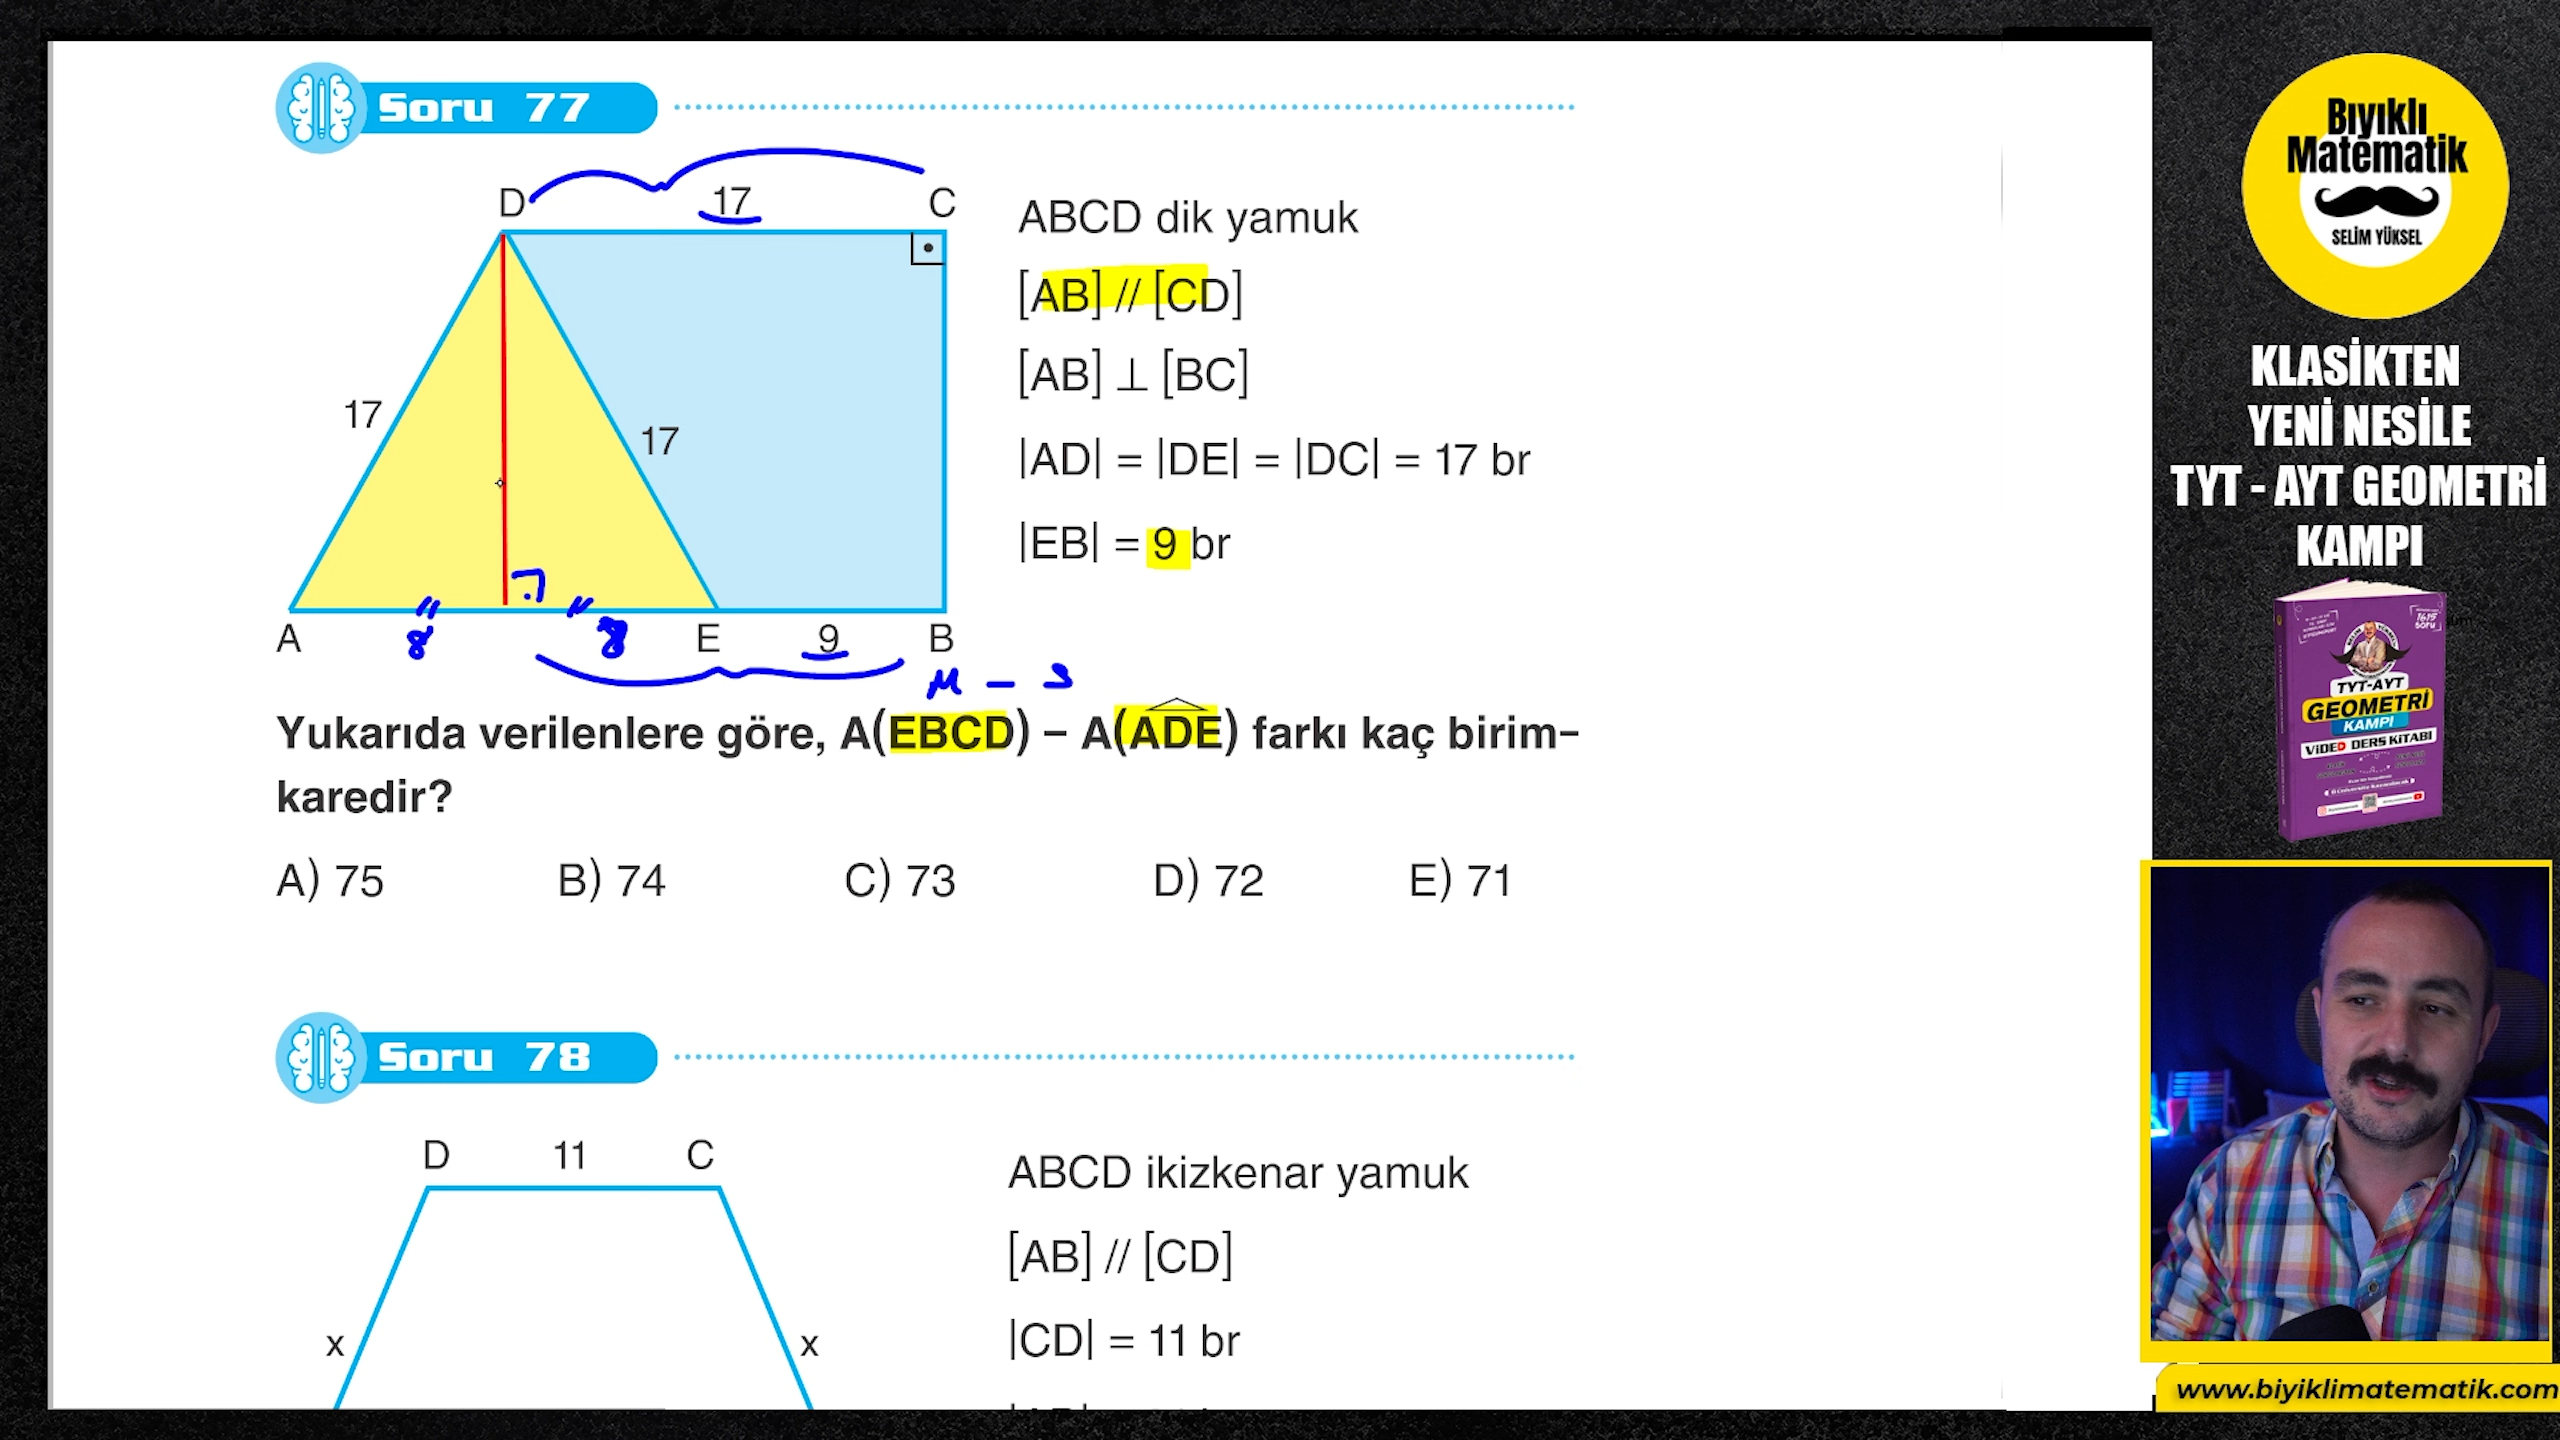 Soru 77
D 17 C
17
17
8 8
A E 9 B
ABCD dik yamuk
[AB] // [CD]
[AB] ⊥ [BC]
|AD| = |DE| = |DC| = 17 br
|EB| = 9 br
M - S
Yukarıda verilenlere göre, A(EBCD) – A(ADE) farkı kaç birim-
karedir?
A) 75 B) 74 C) 73 D) 72 E) 71
Soru 78
D 11 C
x x
ABCD ikizkenar yamuk
[AB] // [CD]
|CD| = 11 br
Bıyıklı
Matematik
SELİM YÜKSEL
KLASİKTEN
YENİ NESİLE
TYT - AYT GEOMETRİ
KAMPI
1615
soru
TYT-AYT
GEOMETRİ
KAMPI
VİDEO DERS KİTABI
www.biyiklimatematik.com